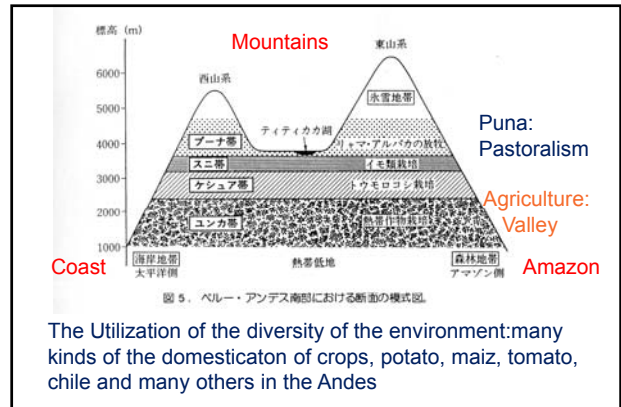 標高(m)
Mountains
東山系
西山系
6000
5000
4000
3000
2000
1000
氷雪地帯
ティティカカ湖
プーナ帯
リャマ・アルパカの放牧
スニ帯
イモ類栽培
ケシュア帯
トウモロコシ栽培
ユンカ帯
熱帯作物栽培
Puna:
Pastoralism
Agriculture:
Valley
Coast
海岸地帯
太平洋側
熱帯低地
森林地帯
アマゾン側
Amazon
図5. ペルー・アンデス南部における断面の模式図。
The Utilization of the diversity of the environment:many
kinds of the domesticaton of crops, potato, maiz, tomato,
chile and many others in the Andes